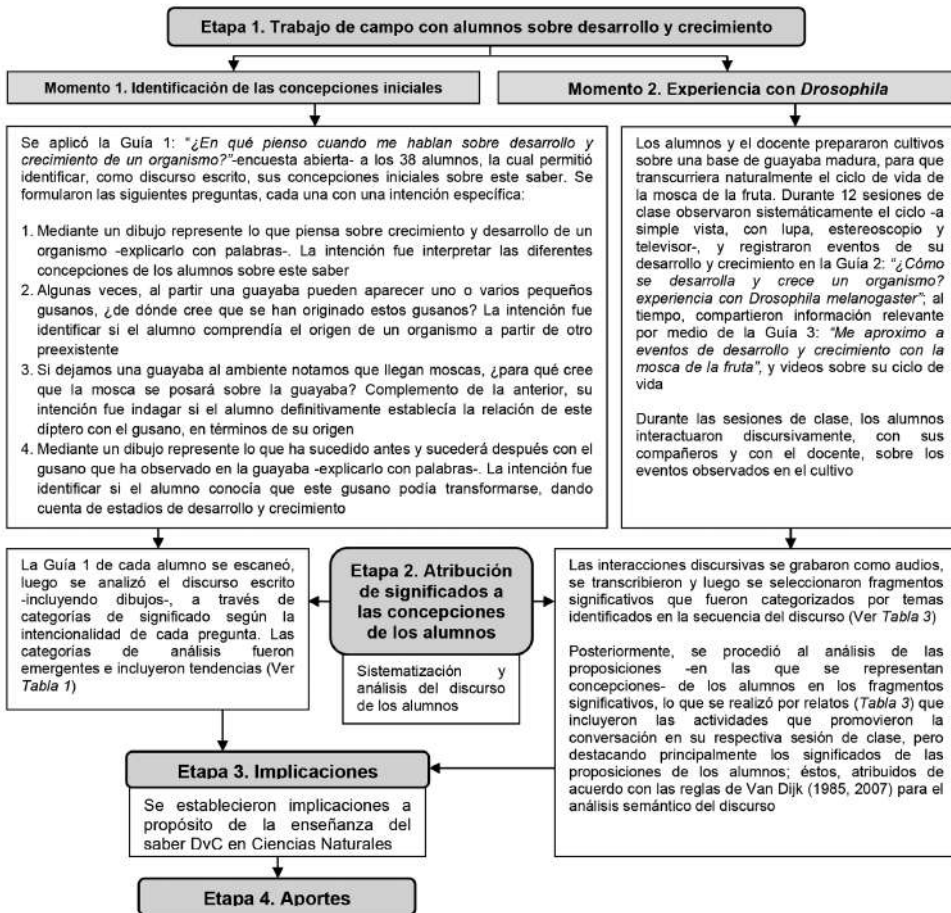 Etapa 1. Trabajo de campo con alumnos sobre desarrollo y crecimiento
Momento 1. Identificación de las concepciones iniciales
Se aplicó la Guía 1: "¿En qué pienso cuando me hablan sobre desarrollo y
crecimiento de un organismo?"-encuesta abierta- a los 38 alumnos, la cual permitió
identificar, como discurso escrito, sus concepciones iniciales sobre este saber. Se
formularon las siguientes preguntas, cada una con una intención específica:
1. Mediante un dibujo represente lo que piensa sobre crecimiento y desarrollo de un
organismo -explicarlo con palabras-. La intención fue interpretar las diferentes
concepciones de los alumnos sobre este saber
2. Algunas veces, al partir una guayaba pueden aparecer uno o varios pequeños
gusanos, ¿de dónde cree que se han originado estos gusanos? La intención fue
identificar si el alumno comprendía el origen de un organismo a partir de otro
preexistente
3. Si dejamos una guayaba al ambiente notamos que llegan moscas, ¿para qué cree
que la mosca se posará sobre la guayaba? Complemento de la anterior, su
intención fue indagar si el alumno definitivamente establecía la relación de este
díptero con el gusano, en términos de su origen
4. Mediante un dibujo represente lo que ha sucedido antes y sucederá después con el
gusano que ha observado en la guayaba -explicarlo con palabras-. La intención fue
identificar si el alumno conocía que este gusano podía transformarse, dando
cuenta de estadios de desarrollo y crecimiento
Momento 2. Experiencia con Drosophila
Los alumnos y el docente prepararon cultivos
sobre una base de guayaba madura, para que
transcurriera naturalmente el ciclo de vida de
la mosca de la fruta. Durante 12 sesiones de
clase observaron sistemáticamente el ciclo -a
simple vista, con lupa, estereoscopio y
televisor-, y registraron eventos de su
desarrollo y crecimiento en la Guía 2: "¿Cómo
se desarrolla y crece un organismo?
experiencia con Drosophila melanogaster"; al
tiempo, compartieron información relevante
por medio de la Guía 3: "Me aproximo a
eventos de desarrollo y crecimiento con la
mosca de la fruta", y videos sobre su ciclo de
vida
Durante las sesiones de clase, los alumnos
interactuaron discursivamente, con sus
compañeros y con el docente, sobre los
eventos observados en el cultivo
La Guía 1 de cada alumno se escaneó,
luego se analizó el discurso escrito
-incluyendo dibujos-, a través de
categorías de significado según la
intencionalidad de cada pregunta. Las
categorías de análisis fueron
emergentes e incluyeron tendencias (Ver
Tabla 1)
Etapa 2. Atribución
de significados a
las concepciones
de los alumnos
Sistematización y
análisis del discurso
de los alumnos
Las interacciones discursivas se grabaron como audios,
se transcribieron y luego se seleccionaron fragmentos
significativos que fueron categorizados por temas
identificados en la secuencia del discurso (Ver Tabla 3)
Posteriormente, se procedió al análisis de las
proposiciones -en las que se representan
concepciones- de los alumnos en los fragmentos
significativos, lo que se realizó por relatos (Tabla 3) que
incluyeron las actividades que promovieron la
conversación en su respectiva sesión de clase, pero
destacando principalmente los significados de las
proposiciones de los alumnos; éstos, atribuidos de
acuerdo con las reglas de Van Dijk (1985, 2007) para el
análisis semántico del discurso
Etapa 3. Implicaciones
Se establecieron implicaciones a
propósito de la enseñanza del
saber DvC en Ciencias Naturales
Etapa 4. Aportes